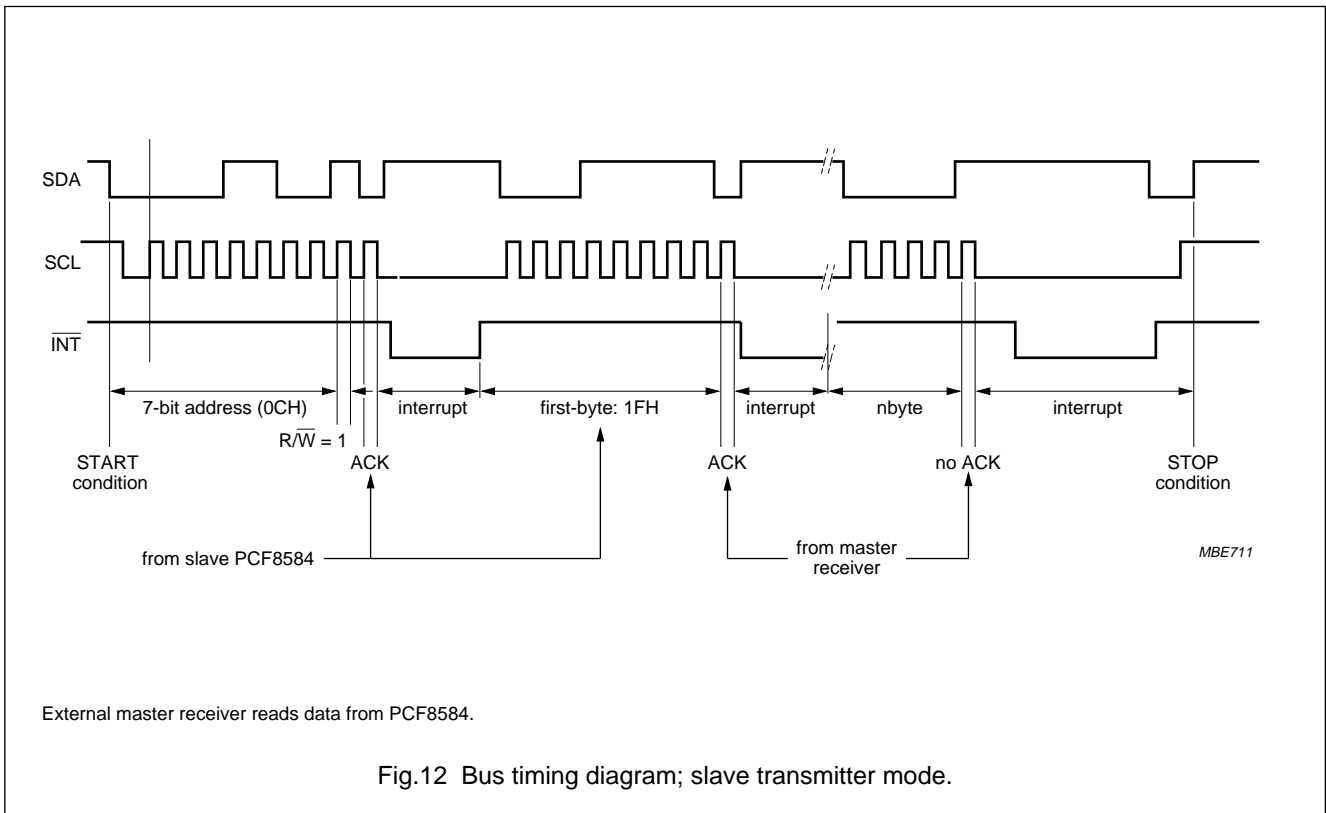 SDA
SCL
I̅N̅T̅
7-bit address (0CH)
interrupt
first-byte: 1FH
interrupt
nbyte
interrupt
R/W̅ = 1
START
condition
ACK
ACK
no ACK
STOP
condition
from slave PCF8584
from master
receiver
MBE711
External master receiver reads data from PCF8584.
Fig.12 Bus timing diagram; slave transmitter mode.